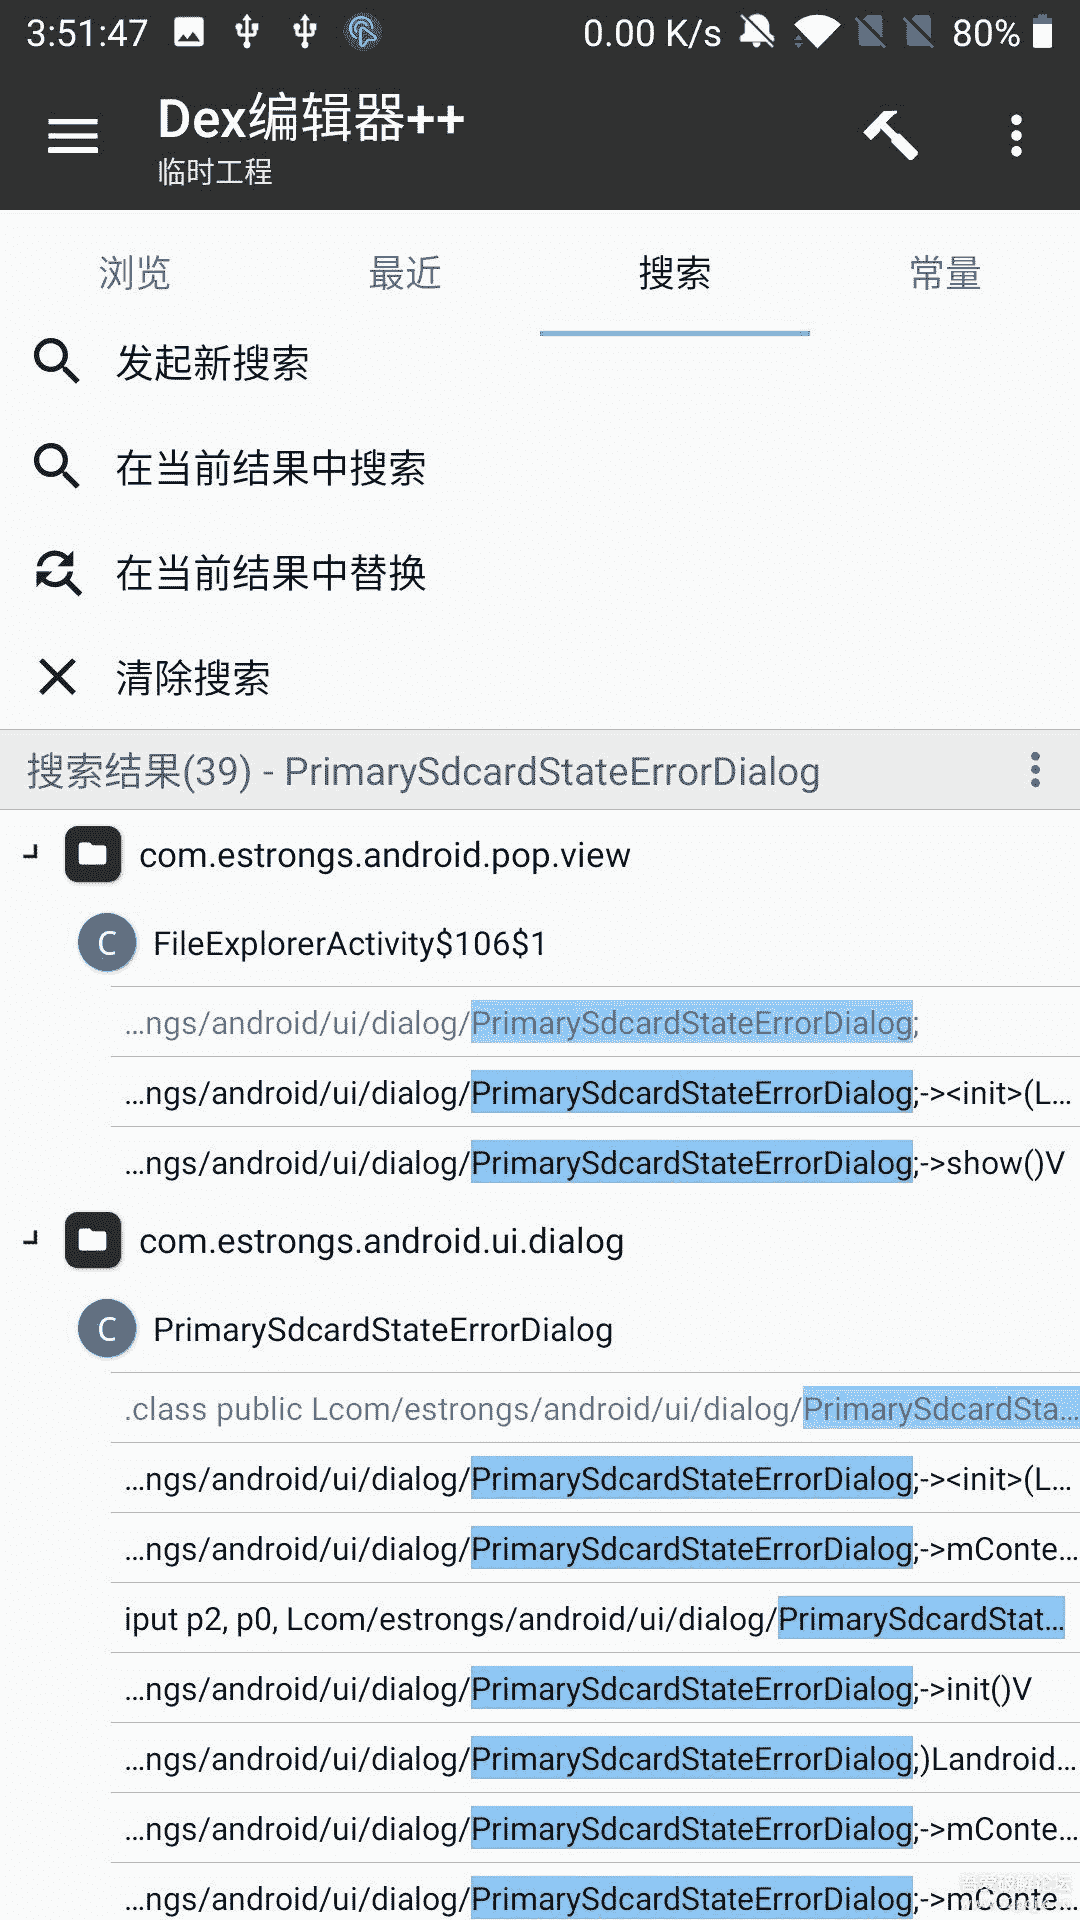 3:51:47 0.00 K/s 80%
Dex编辑器++
临时工程
浏览 最近 搜索 常量
发起新搜索
在当前结果中搜索
在当前结果中替换
清除搜索
搜索结果(39) - PrimarySdcardStateErrorDialog
com.estrongs.android.pop.view
C FileExplorerActivity$106$1
...ngs/android/ui/dialog/PrimarySdcardStateErrorDialog;
...ngs/android/ui/dialog/PrimarySdcardStateErrorDialog;-><init>(L...
...ngs/android/ui/dialog/PrimarySdcardStateErrorDialog;->show()V
com.estrongs.android.ui.dialog
C PrimarySdcardStateErrorDialog
.class public Lcom/estrongs/android/ui/dialog/PrimarySdcardSta...
...ngs/android/ui/dialog/PrimarySdcardStateErrorDialog;-><init>(L...
...ngs/android/ui/dialog/PrimarySdcardStateErrorDialog;->mConte...
iput p2, p0, Lcom/estrongs/android/ui/dialog/PrimarySdcardStat...
...ngs/android/ui/dialog/PrimarySdcardStateErrorDialog;->init()V
...ngs/android/ui/dialog/PrimarySdcardStateErrorDialog;)Landroid...
...ngs/android/ui/dialog/PrimarySdcardStateErrorDialog;->mConte...
...ngs/android/ui/dialog/PrimarySdcardStateErrorDialog;->mConte...